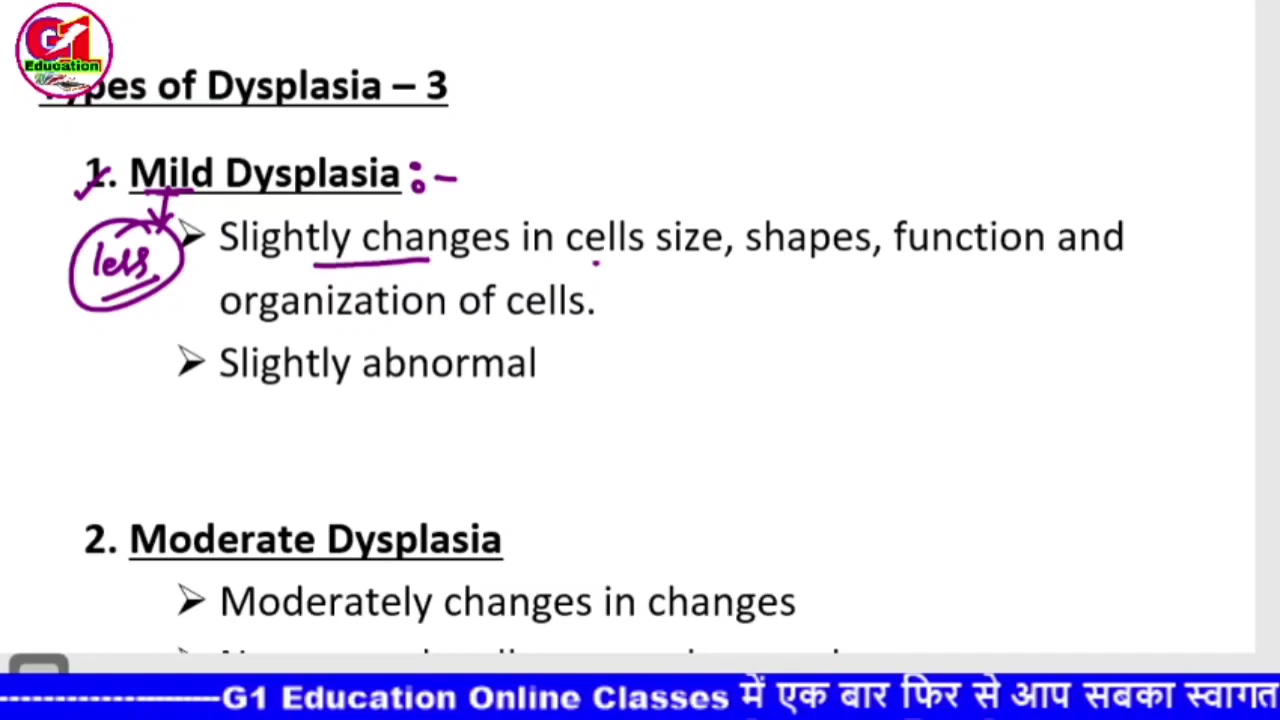 G1
Education
Types of Dysplasia – 3
1. Mild Dysplasia :-
less
➢ Slightly changes in cells size, shapes, function and
organization of cells.
➢ Slightly abnormal
2. Moderate Dysplasia
➢ Moderately changes in changes
---------------------G1 Education Online Classes में एक बार फिर से आप सबका स्वागत